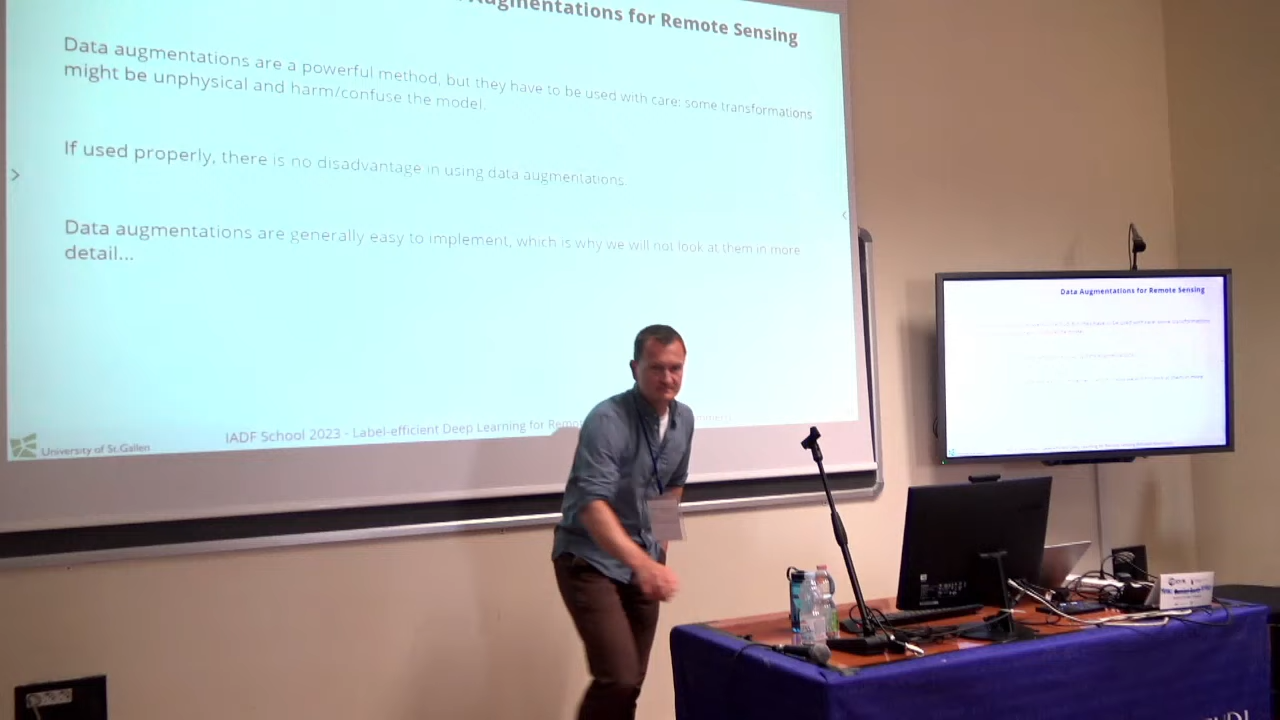 Augmentations for Remote Sensing
Data augmentations are a powerful method, but they have to be used with care: some transformations
might be unphysical and harm/confuse the model.
If used properly, there is no disadvantage in using data augmentations.
Data augmentations are generally easy to implement, which is why we will not look at them in more
detail...
University of St.Gallen
IADF School 2023 - Label-efficient Deep Learning for
Data Augmentations for Remote Sensing